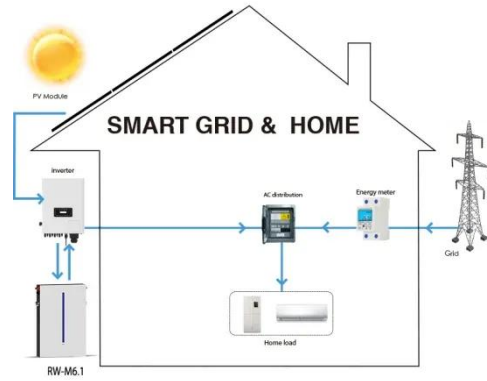 PV Module
SMART GRID & HOME
inverter
AC distribution
Energy meter
Grid
Home load
RW-M6.1